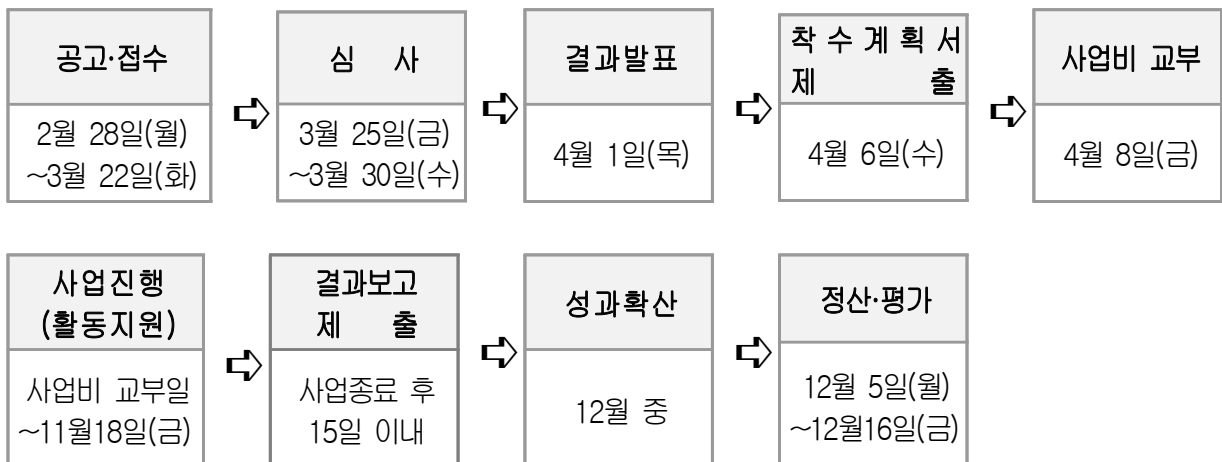 공고·접수
2월 28일(월)
~3월 22일(화)
심 사
3월 25일(금)
~3월 30일(수)
결과발표
4월 1일(목)
착 수 계 획 서
제 출
4월 6일(수)
사업비 교부
4월 8일(금)
사업진행
(활동지원)
사업비 교부일
~11월18일(금)
결과보고
제 출
사업종료 후
15일 이내
성과확산
12월 중
정산·평가
12월 5일(월)
~12월16일(금)